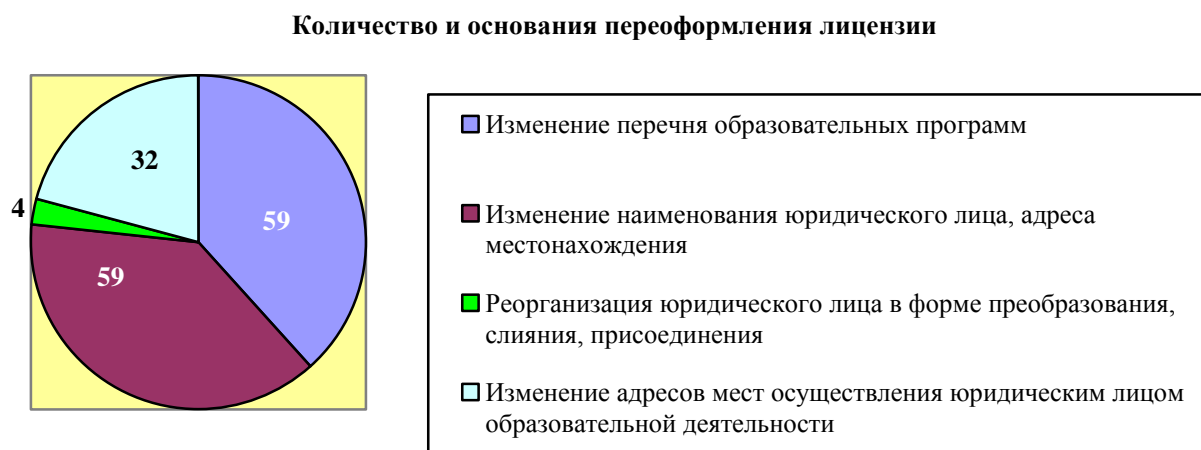 Количество и основания переоформления лицензии
32
4
59
59
Изменение перечня образовательных программ
Изменение наименования юридического лица, адреса
местонахождения
Реорганизация юридического лица в форме преобразования,
слияния, присоединения
Изменение адресов мест осуществления юридическим лицом
образовательной деятельности